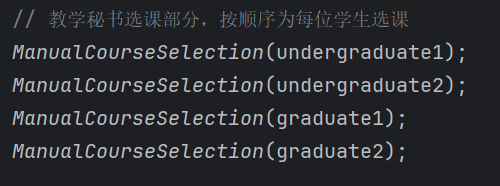 // 教学秘书选课部分，按顺序为每位学生选课
ManualCourseSelection(undergraduate1);
ManualCourseSelection(undergraduate2);
ManualCourseSelection(graduate1);
ManualCourseSelection(graduate2);